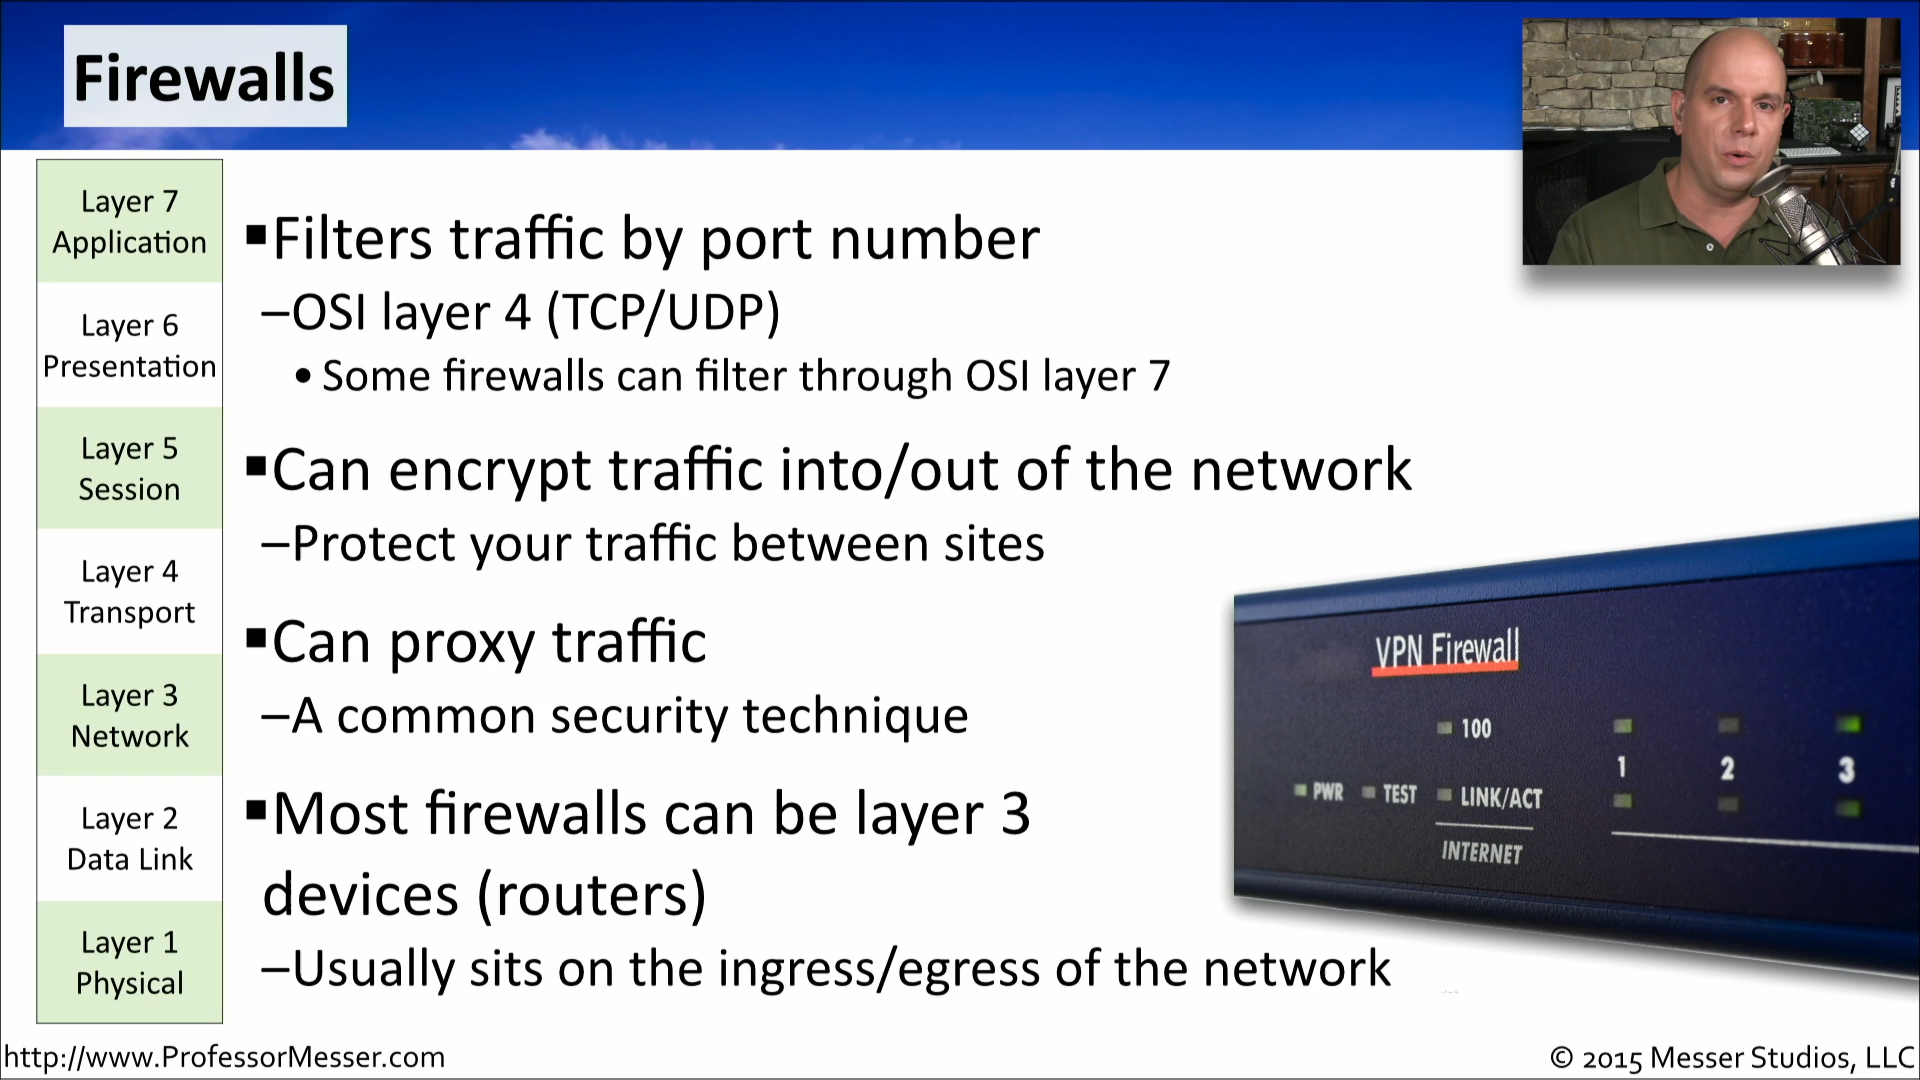 Firewalls
Layer 7
Application
Layer 6
Presentation
Layer 5
Session
Layer 4
Transport
Layer 3
Network
Layer 2
Data Link
Layer 1
Physical
▪Filters traffic by port number
–OSI layer 4 (TCP/UDP)
• Some firewalls can filter through OSI layer 7
▪Can encrypt traffic into/out of the network
–Protect your traffic between sites
▪Can proxy traffic
–A common security technique
▪Most firewalls can be layer 3
devices (routers)
–Usually sits on the ingress/egress of the network
VPN Firewall
100
1 2 3
PWR TEST LINK/ACT
INTERNET
http://www.ProfessorMesser.com
© 2015 Messer Studios, LLC